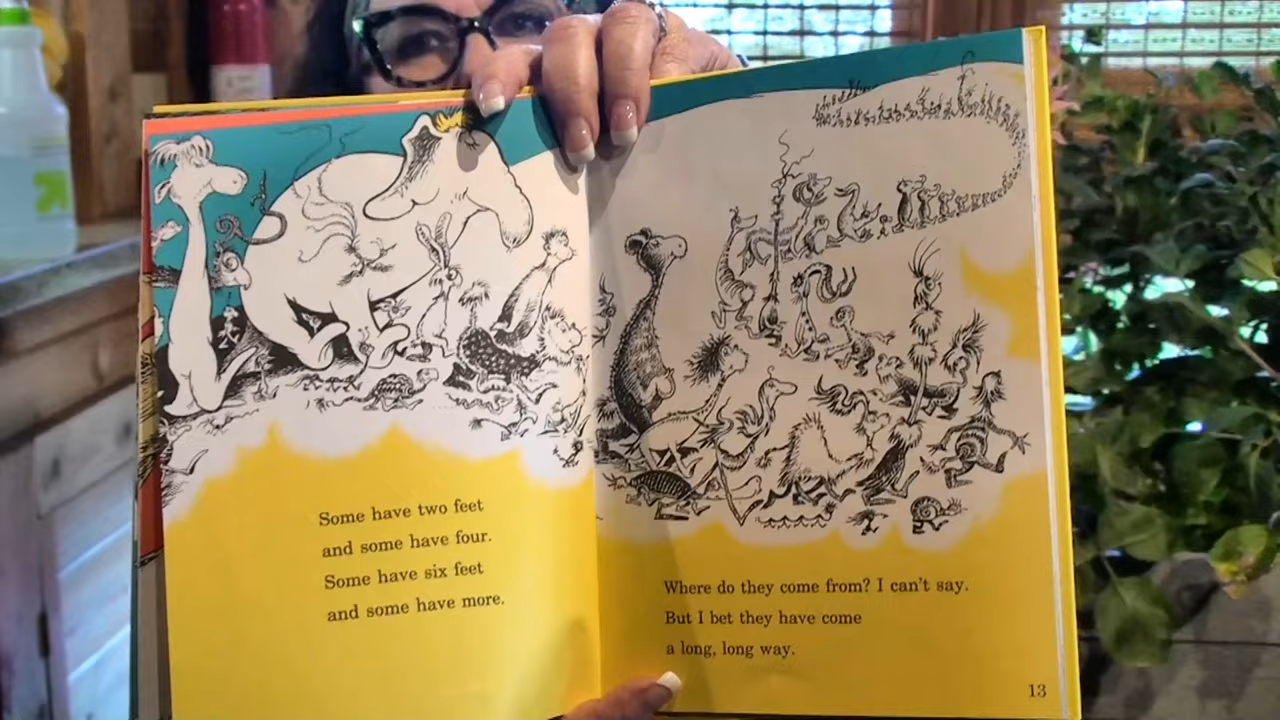 Some have two feet
and some have four.
Some have six feet
and some have more.
Where do they come from? I can't say.
But I bet they have come
a long, long way.
13